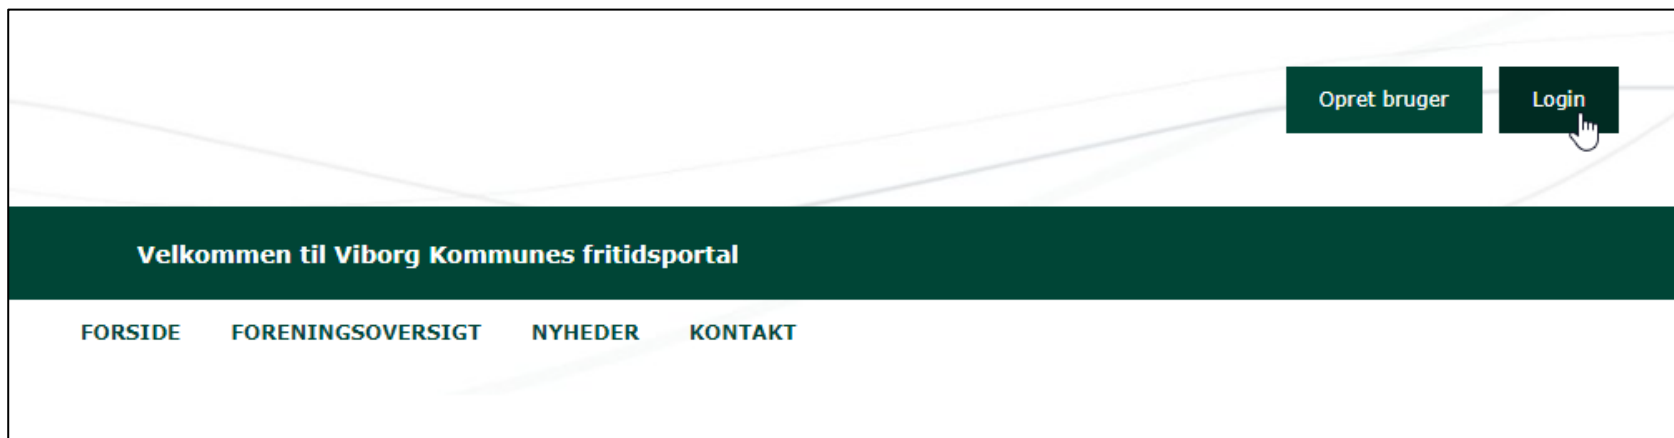 Opret bruger Login
Velkommen til Viborg Kommunes fritidsportal
FORSIDE FORENINGSOVERSIGT NYHEDER KONTAKT